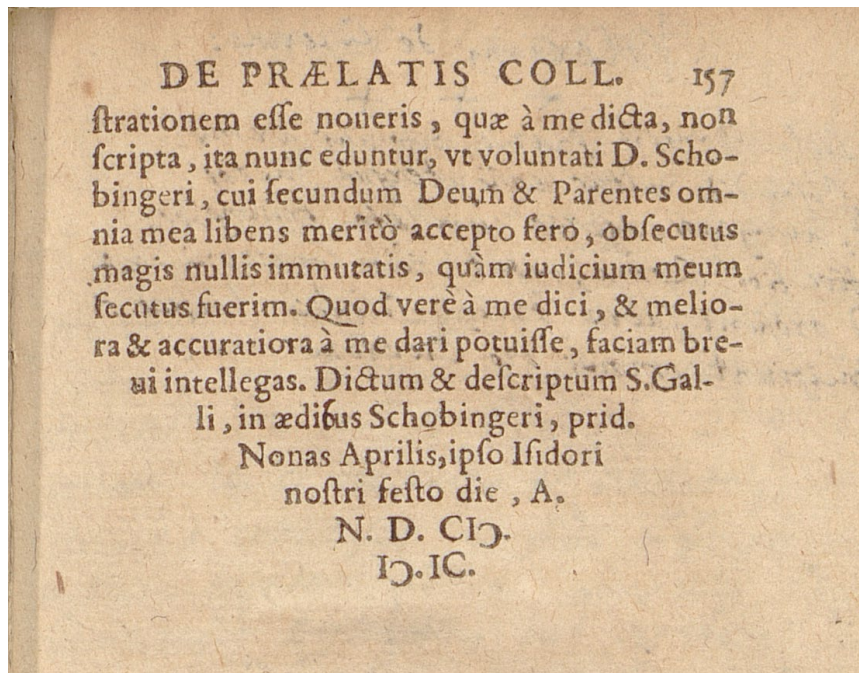 DE PRÆLATIS COLL. 157
ſtrationem eſſe noueris, quæ à me dicta, non
ſcripta, ita nunc eduntur, vt voluntati D. Scho-
bingeri, cui ſecundum Deum & Parentes om-
nia mea libens meritò accepto fero, obſecutus
magis nullis immutatis, quàm iudicium meum
ſecutus fuerim. Quod verè à me dici, & melio-
ra & accuratiora à me dari potuiſſe, faciam bre-
ui intellegas. Dictum & deſcriptum S. Gal-
li, in ædibus Schobingeri, prid.
Nonas Aprilis, ipſo Iſidori
noſtri feſto die, A.
N. D. CIↃ.
IↃ. IC.